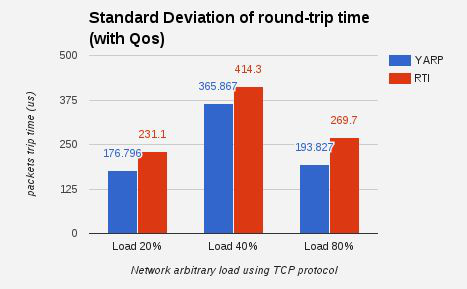 Standard Deviation of round-trip time
(with Qos)
500
375
250
125
0
packets trip time (us)
176.796
231.1
365.867
414.3
193.827
269.7
YARP
RTI
Load 20%
Load 40%
Load 80%
Network arbitrary load using TCP protocol